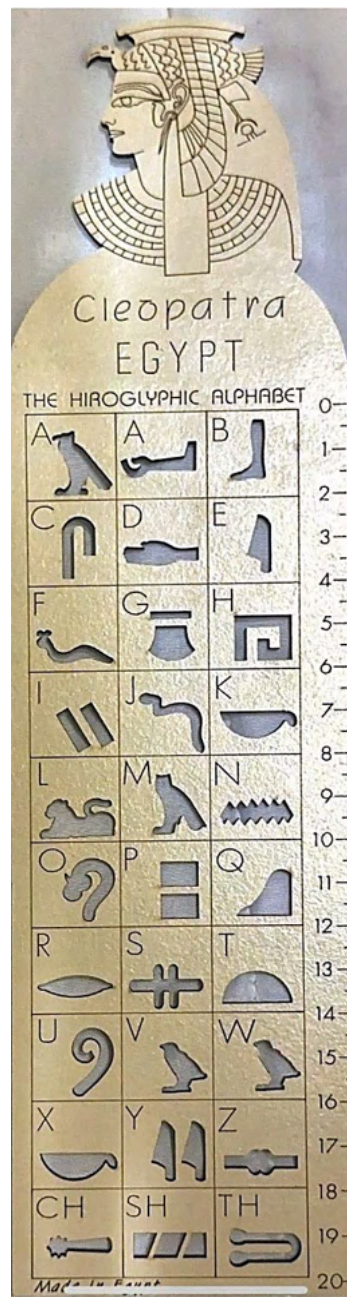 Cleopatra
EGYPT
THE HIROGLYPHIC ALPHABET
0
A A B
1
2
C D E
3
4
F G H
5
6
I J K
7
8
L M N
9
10
O P Q
11
12
R S T
13
14
U V W
15
16
X Y Z
17
18
CH SH TH
19
20
Made in Egypt